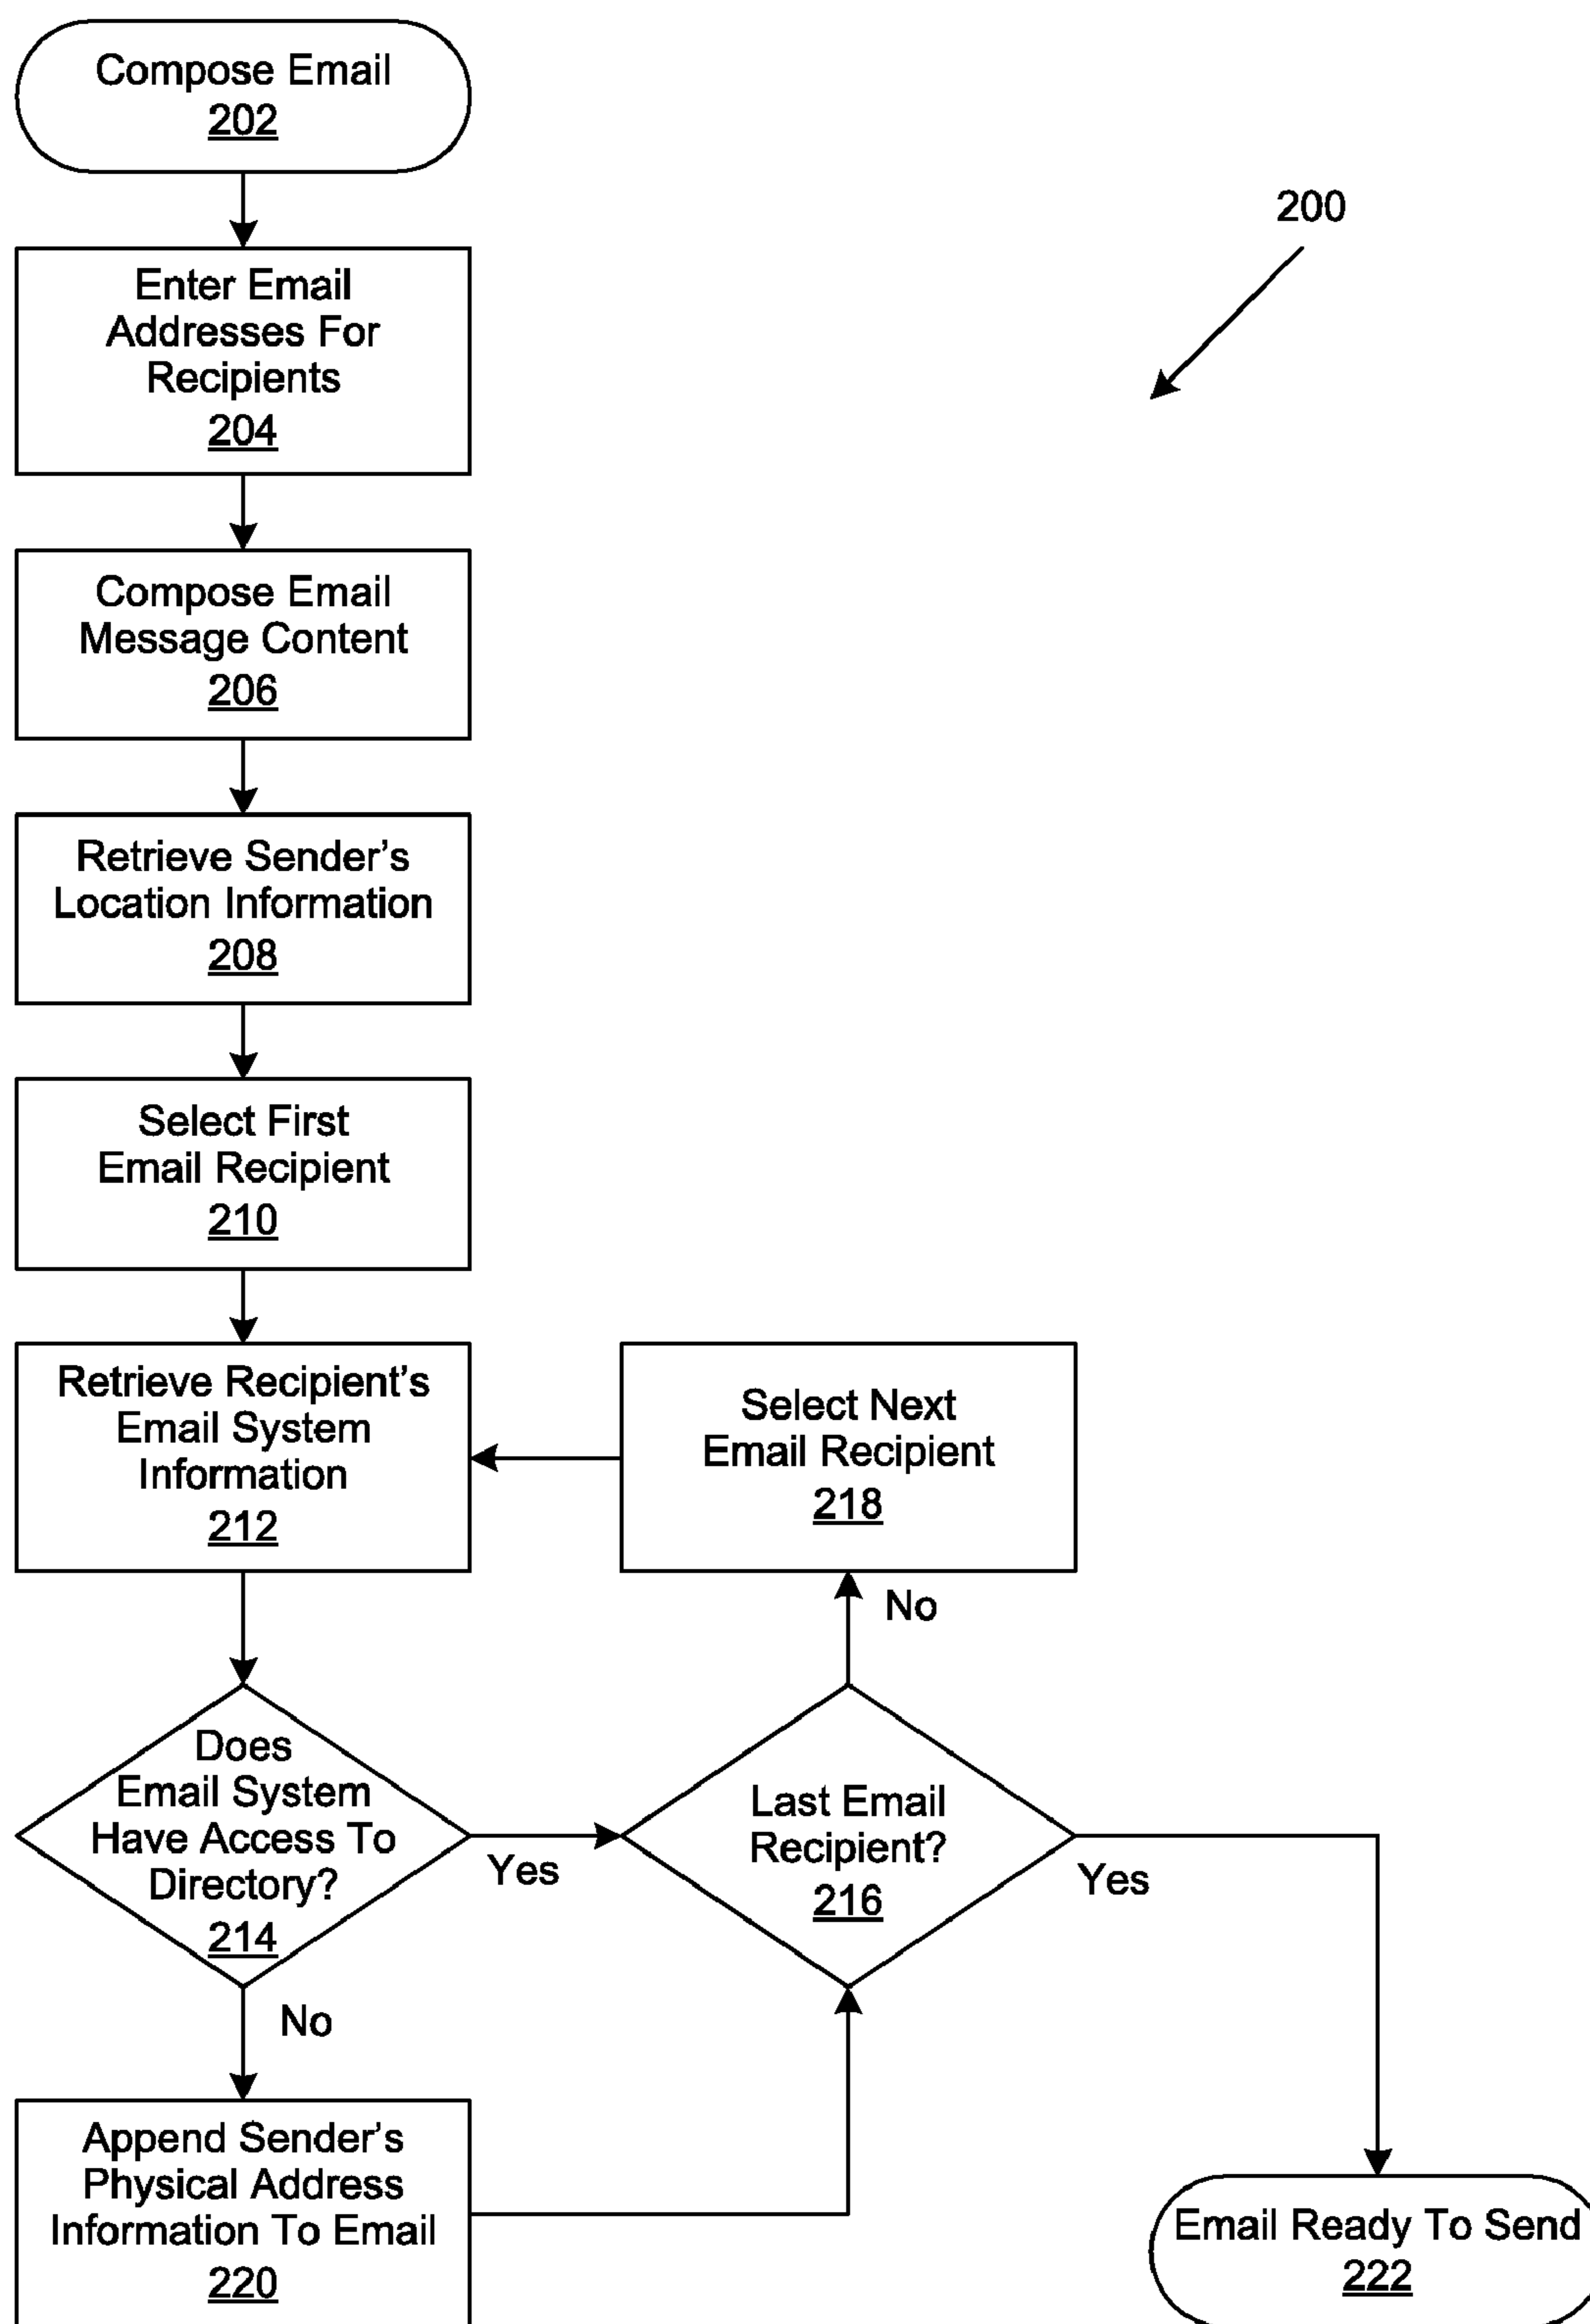 Compose Email
202
200
Enter Email
Addresses For
Recipients
204
Compose Email
Message Content
206
Retrieve Sender’s
Location Information
208
Select First
Email Recipient
210
Retrieve Recipient’s
Email System
Information
212
Select Next
Email Recipient
218
No
Does
Email System
Have Access To
Directory?
214
Yes
Last Email
Recipient?
216
Yes
No
Append Sender’s
Physical Address
Information To Email
220
Email Ready To Send
222